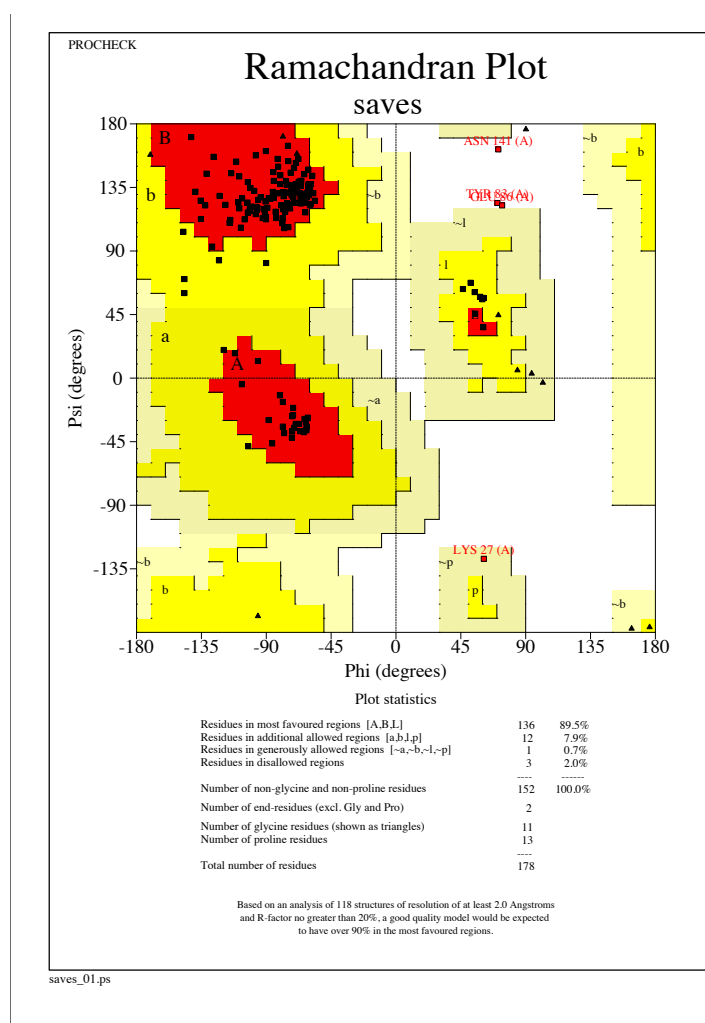 PROCHECK
Ramachandran Plot
saves
180
135
90
45
0
-45
-90
-135
-180
Psi (degrees)
B
b
~b
~b
b
ASN 141 (A)
~l
l
a
A
~a
LYS 27 (A)
~b
b
~p
p
~b
-180 -135 -90 -45 0 45 90 135 180
Phi (degrees)
Plot statistics
Residues in most favoured regions [A,B,L] 136 89.5%
Residues in additional allowed regions [a,b,l,p] 12 7.9%
Residues in generously allowed regions [~a,~b,~l,~p] 1 0.7%
Residues in disallowed regions 3 2.0%
---- ------
Number of non-glycine and non-proline residues 152 100.0%
Number of end-residues (excl. Gly and Pro) 2
Number of glycine residues (shown as triangles) 11
Number of proline residues 13
----
Total number of residues 178
Based on an analysis of 118 structures of resolution of at least 2.0 Angstroms
and R-factor no greater than 20%, a good quality model would be expected
to have over 90% in the most favoured regions.
saves_01.ps